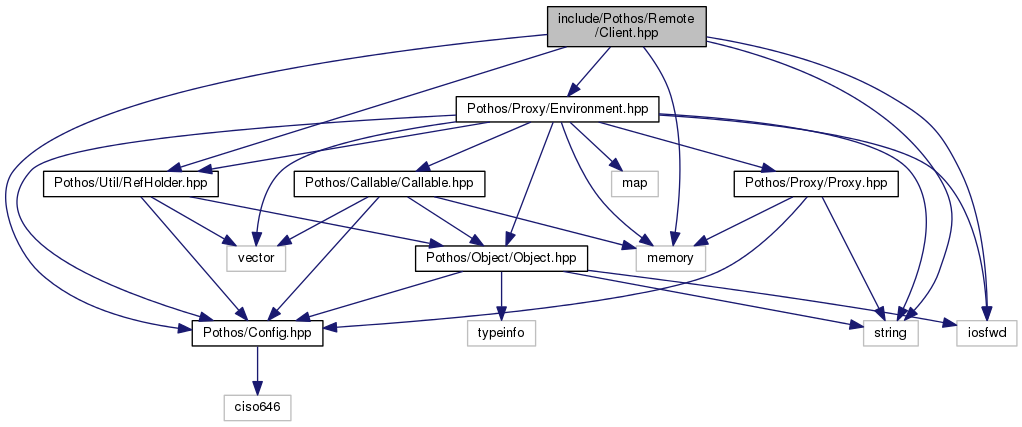 include/Pothos/Remote
/Client.hpp
Pothos/Proxy/Environment.hpp
Pothos/Util/RefHolder.hpp
Pothos/Callable/Callable.hpp
map
Pothos/Proxy/Proxy.hpp
vector
Pothos/Object/Object.hpp
memory
Pothos/Config.hpp
typeinfo
string
iosfwd
ciso646